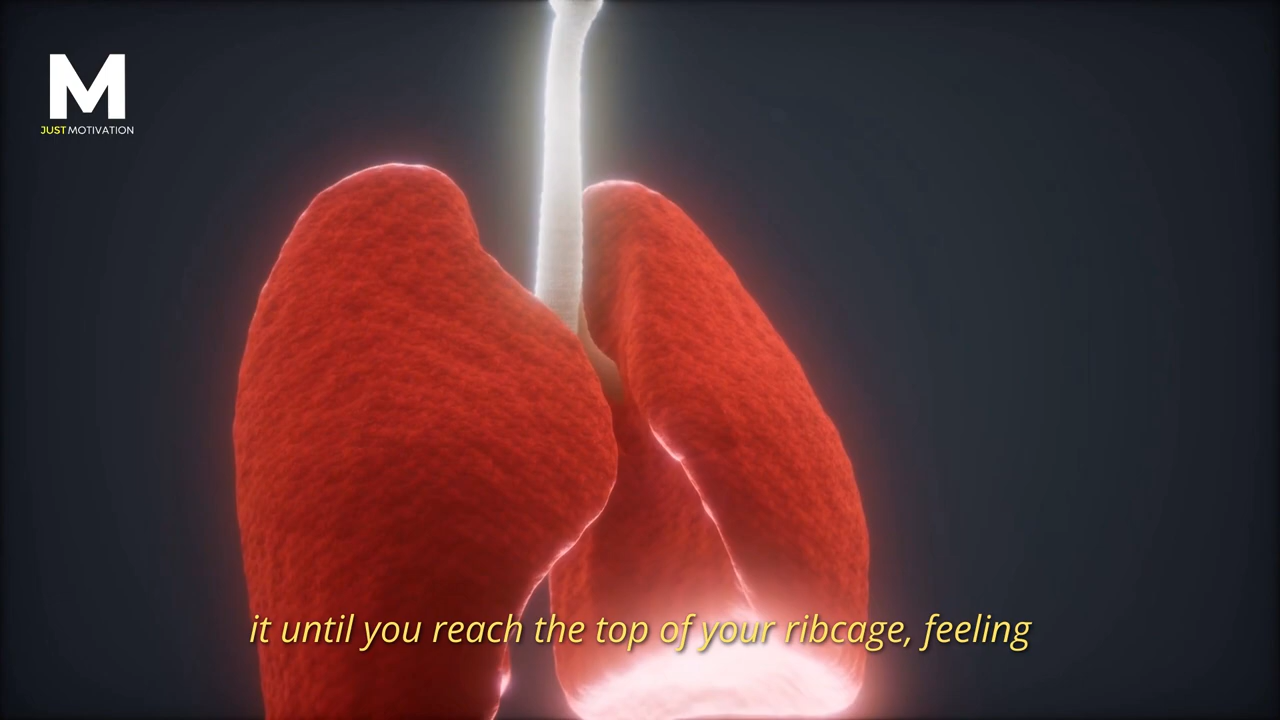 M
JUST MOTIVATION
it until you reach the top of your ribcage, feeling